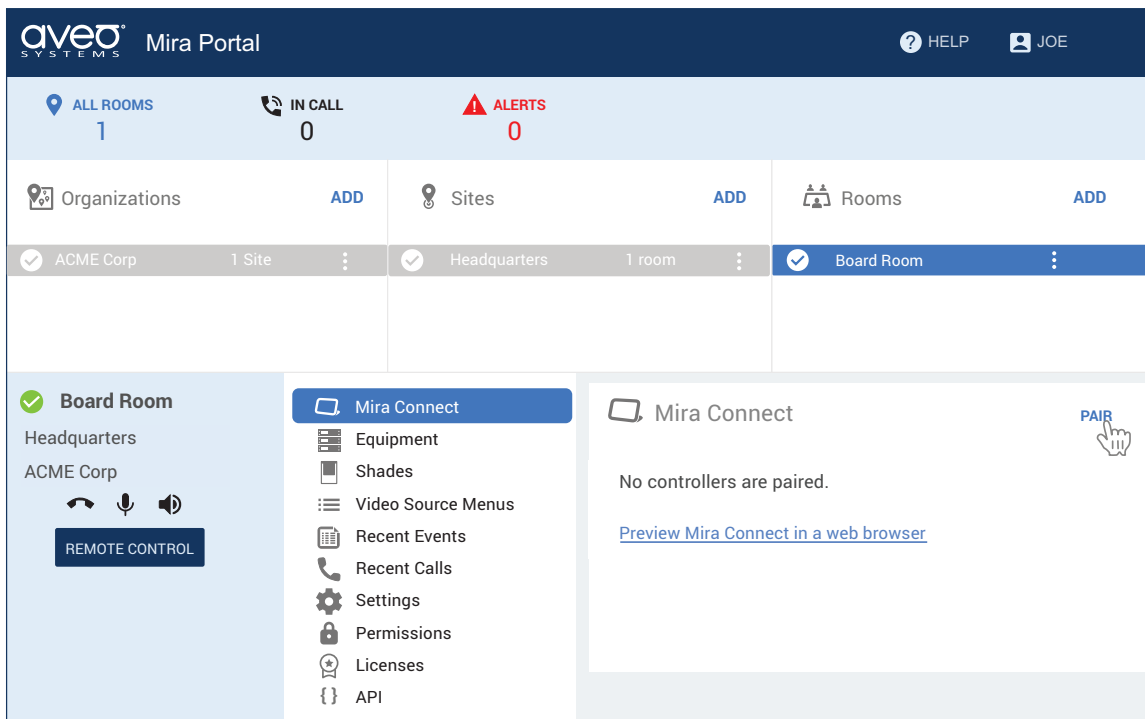 aveo
SYSTEMS
Mira Portal
? HELP
JOE
ALL ROOMS
1
IN CALL
0
ALERTS
0
Organizations
ADD
Sites
ADD
Rooms
ADD
ACME Corp 1 Site
Headquarters 1 room
Board Room
Board Room
Headquarters
ACME Corp
REMOTE CONTROL
Mira Connect
Equipment
Shades
Video Source Menus
Recent Events
Recent Calls
Settings
Permissions
Licenses
{ } API
Mira Connect
PAIR
No controllers are paired.
Preview Mira Connect in a web browser